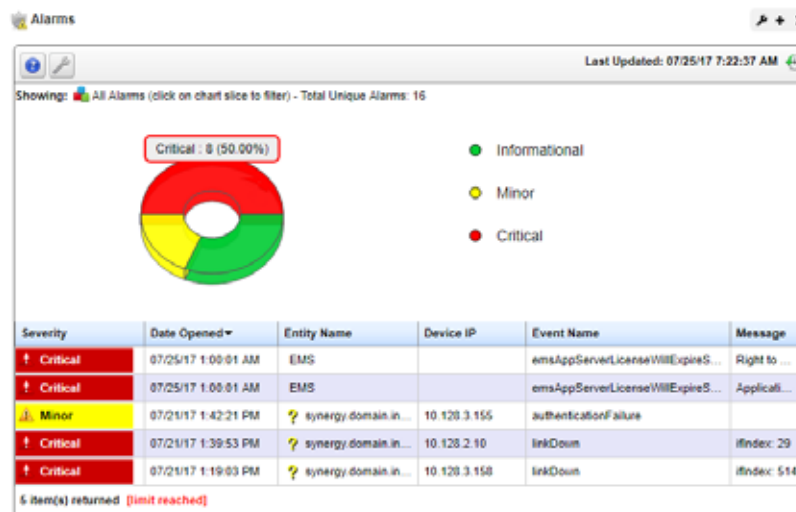 Alarms
Last Updated: 07/25/17 7:22:37 AM
Showing: All Alarms (click on chart slice to filter) - Total Unique Alarms: 16
Critical : 8 (50.00%)
Informational
Minor
Critical
Severity Date Opened Entity Name Device IP Event Name Message
Critical 07/25/17 1:00:01 AM EMS emsAppServerLicenseWillExpireS... Right to ...
Critical 07/25/17 1:00:01 AM EMS emsAppServerLicenseWillExpireS... Applicati...
Minor 07/21/17 1:42:21 PM synergy.domain.in... 10.128.3.155 authenticationFailure
Critical 07/21/17 1:39:53 PM synergy.domain.in... 10.128.2.10 linkDown ifIndex: 29
Critical 07/21/17 1:19:03 PM synergy.domain.in... 10.128.3.158 linkDown ifIndex: 514
5 item(s) returned [limit reached]